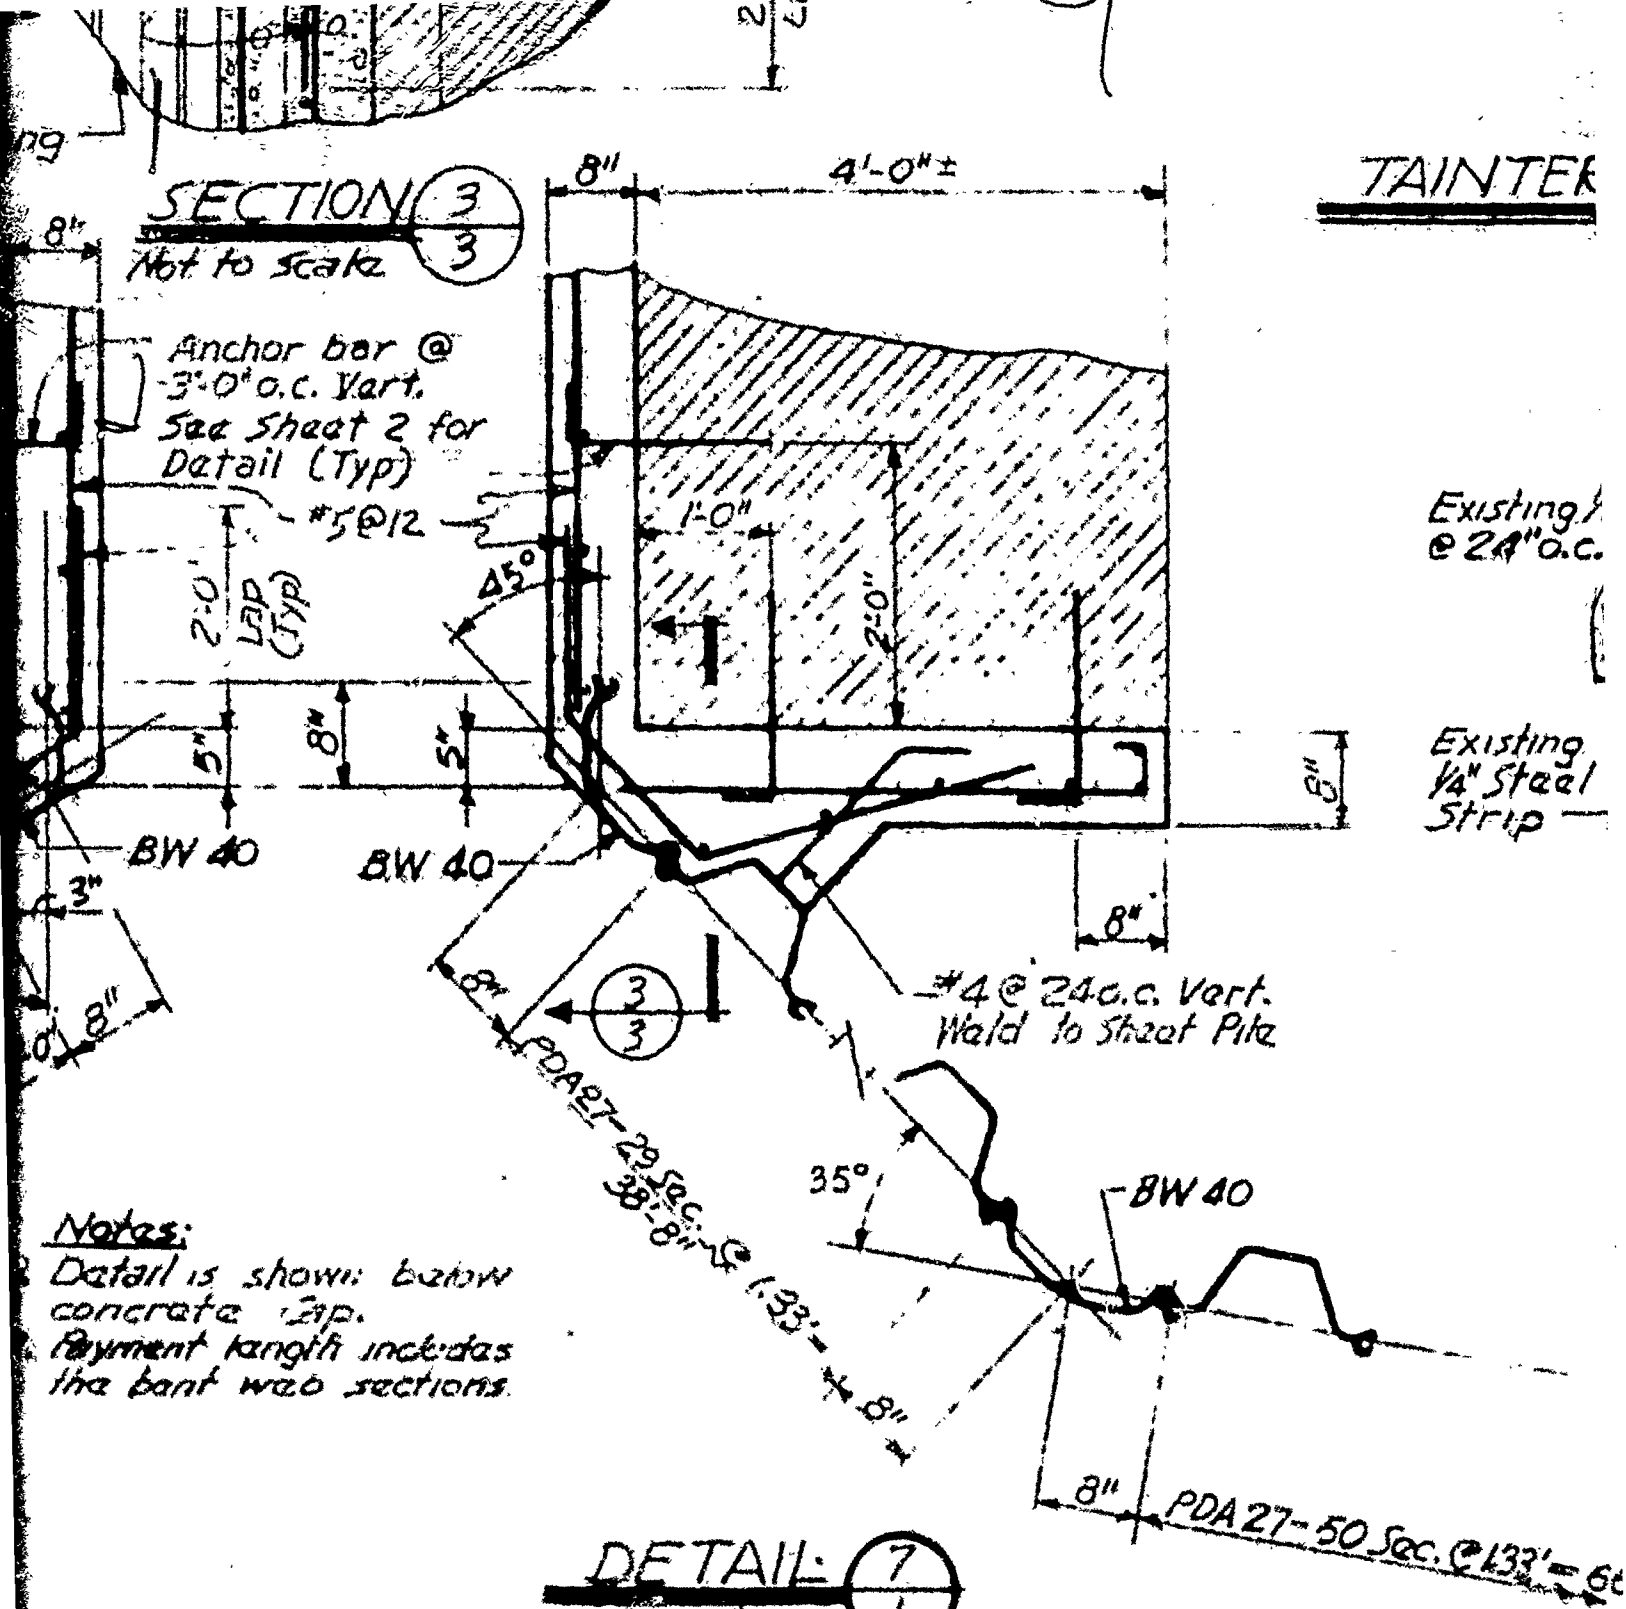 ng
SECTION 3
3
Not to scale
8"
8"
4'-0"±
TAINTER
Anchor bar @
3'-0" o.c. Vert.
See Sheet 2 for
Detail (Typ)
#5@12
45°
1'-0"
2'-0"
2'-0"
Lap
(Typ)
8"
5"
5"
8"
Existing
@ 24" o.c.
Existing
1/4" Steel
Strip
BW 40
BW 40
3"
8"
8"
8"
3
3
#4 @ 24 o.c. Vert.
Weld to Sheet Pile
PDA27-29 Sec. @ 1.33'=
38'-8"
8"
35°
BW 40
Notes:
Detail is shown below
concrete cap.
Payment length includes
the bent web sections.
8"
PDA27-50 Sec. @ 1.33' =
DETAIL 7